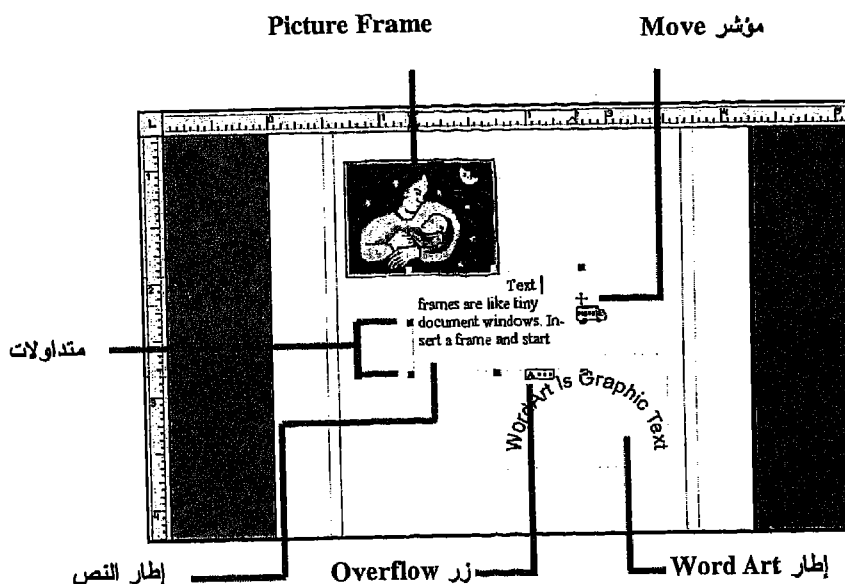 Picture Frame
مؤشر Move
Text
frames are like tiny
document windows. In-
sert a frame and start
متداولات
WordArt Is Graphic Text
إطار النص
زر Overflow
إطار Word Art